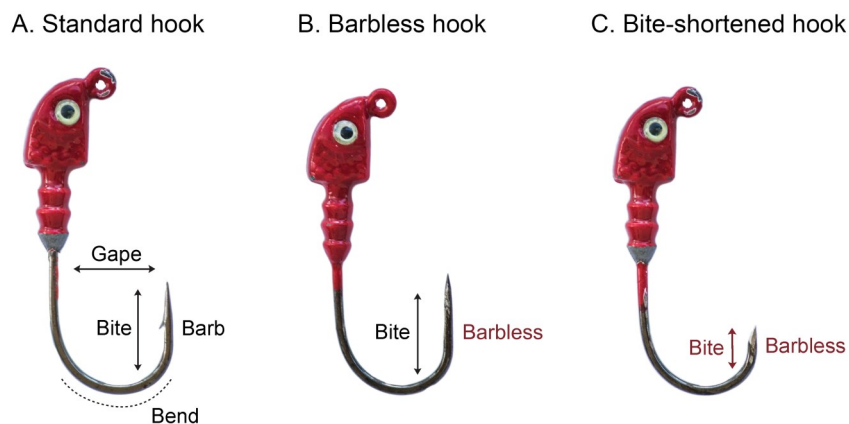 A. Standard hook
B. Barbless hook
C. Bite-shortened hook
Gape
Bite
Barb
Bend
Bite
Barbless
Bite
Barbless